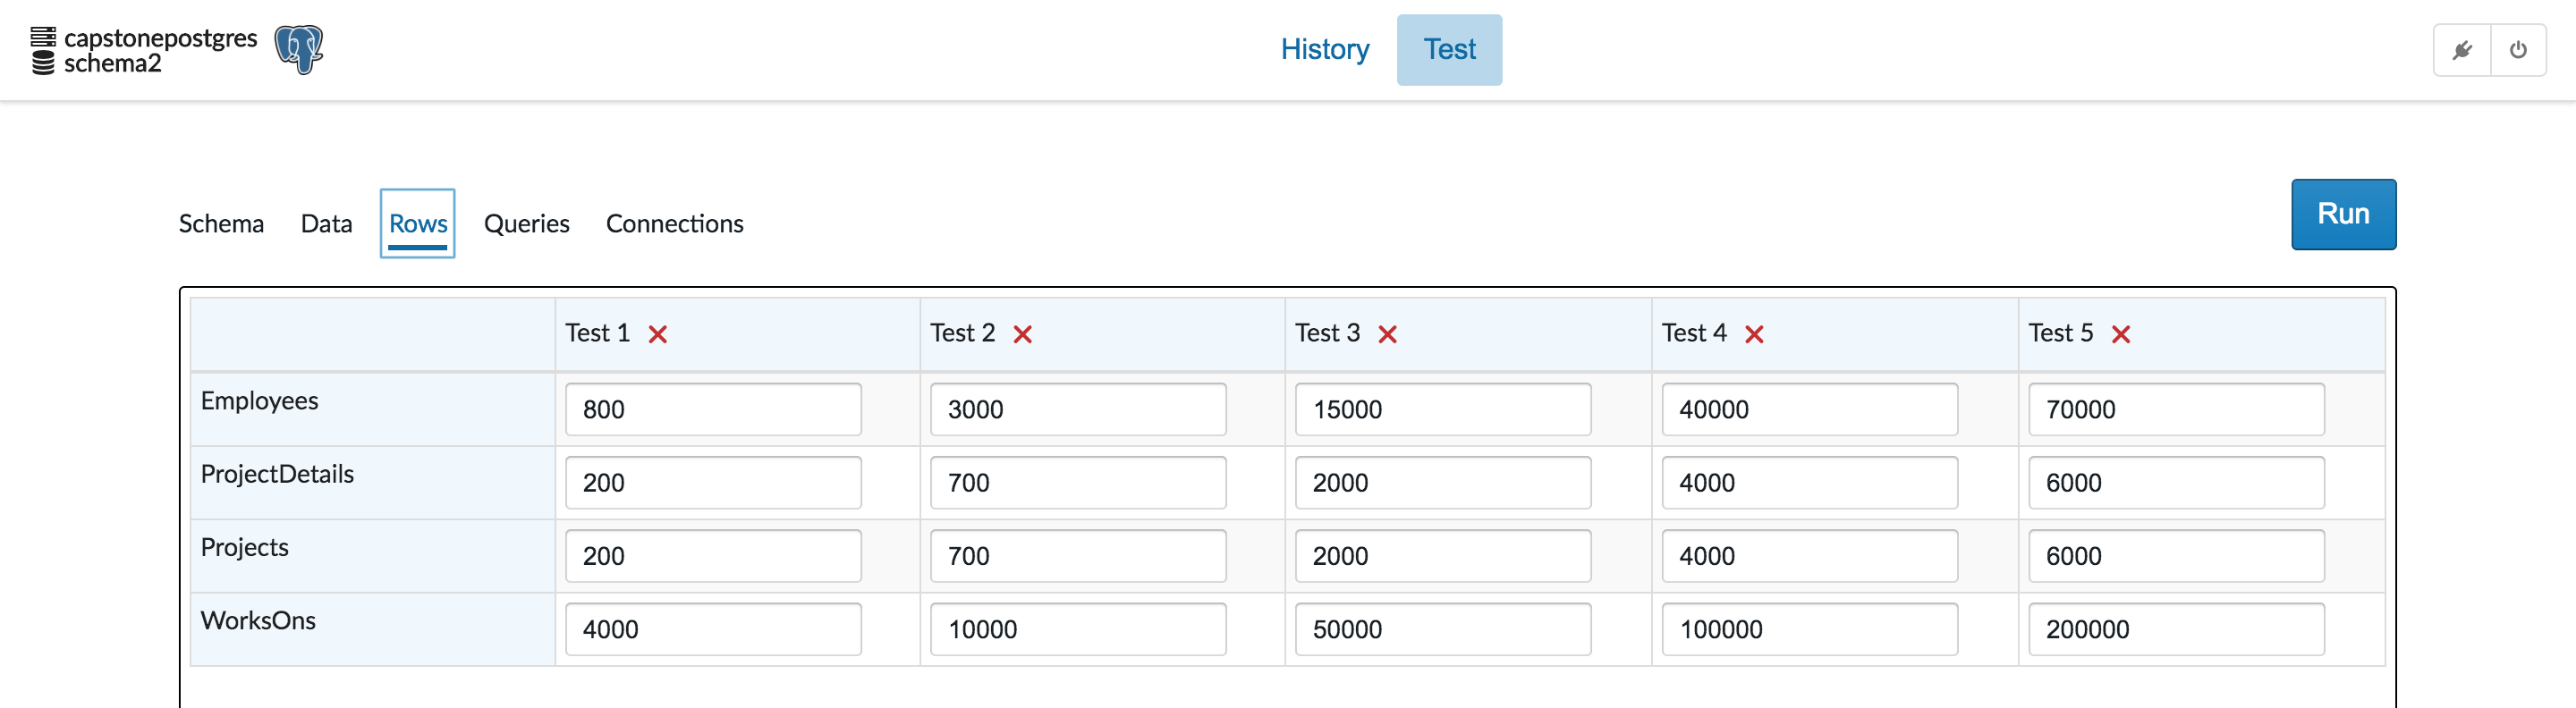 capstonepostgres
schema2
History Test
Schema Data Rows Queries Connections Run
Test 1 Test 2 Test 3 Test 4 Test 5
Employees 800 3000 15000 40000 70000
ProjectDetails 200 700 2000 4000 6000
Projects 200 700 2000 4000 6000
WorksOns 4000 10000 50000 100000 200000